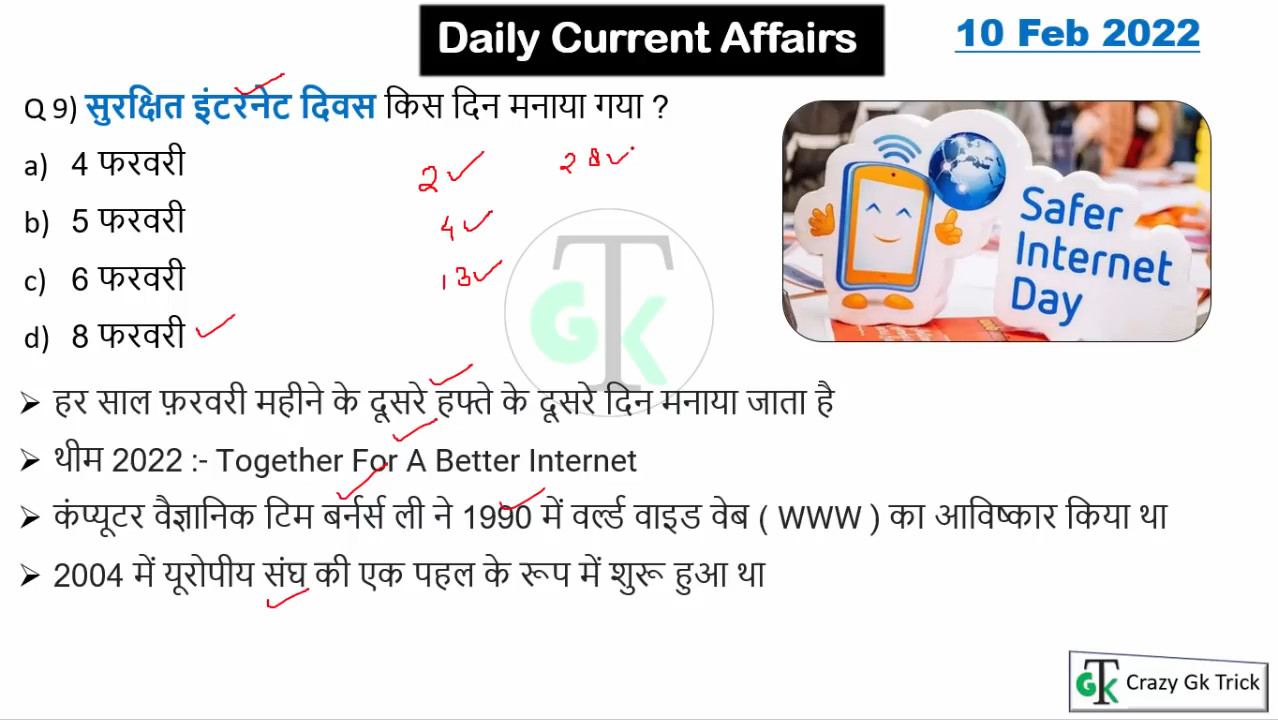 Daily Current Affairs
10 Feb 2022
Q 9) सुरक्षित इंटरनेट दिवस किस दिन मनाया गया ?
a) 4 फरवरी
b) 5 फरवरी
c) 6 फरवरी
d) 8 फरवरी
2
28
4
13
Safer
Internet
Day
TGK
➢ हर साल फ़रवरी महीने के दूसरे हफ्ते के दूसरे दिन मनाया जाता है
➢ थीम 2022 :- Together For A Better Internet
➢ कंप्यूटर वैज्ञानिक टिम बर्नर्स ली ने 1990 में वर्ल्ड वाइड वेब ( WWW ) का आविष्कार किया था
➢ 2004 में यूरोपीय संघ की एक पहल के रूप में शुरू हुआ था
TGK Crazy Gk Trick